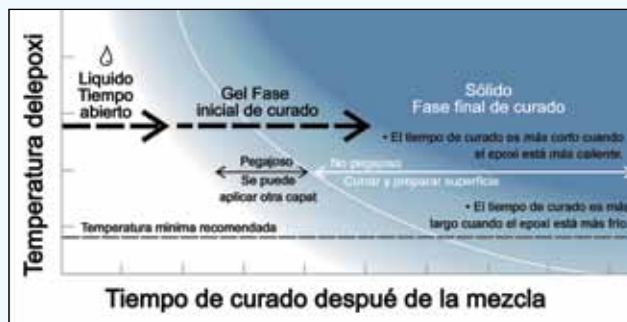 Temperatura delepoxi
Líquido
Tiempo
abierto
Gel Fase
inicial de curado
Sólido
Fase final de curado
• El tiempo de curado es más corto cuando
el epoxi está más caliente.
Pegajoso
Se puede
aplicar otra capat
No pegajoso
Currar y preparar superficie
• El tiempo de curado es más
largo cuando el epoxi está más frío
Temperatura mínima recomendada
Tiempo de curado despué de la mezcla